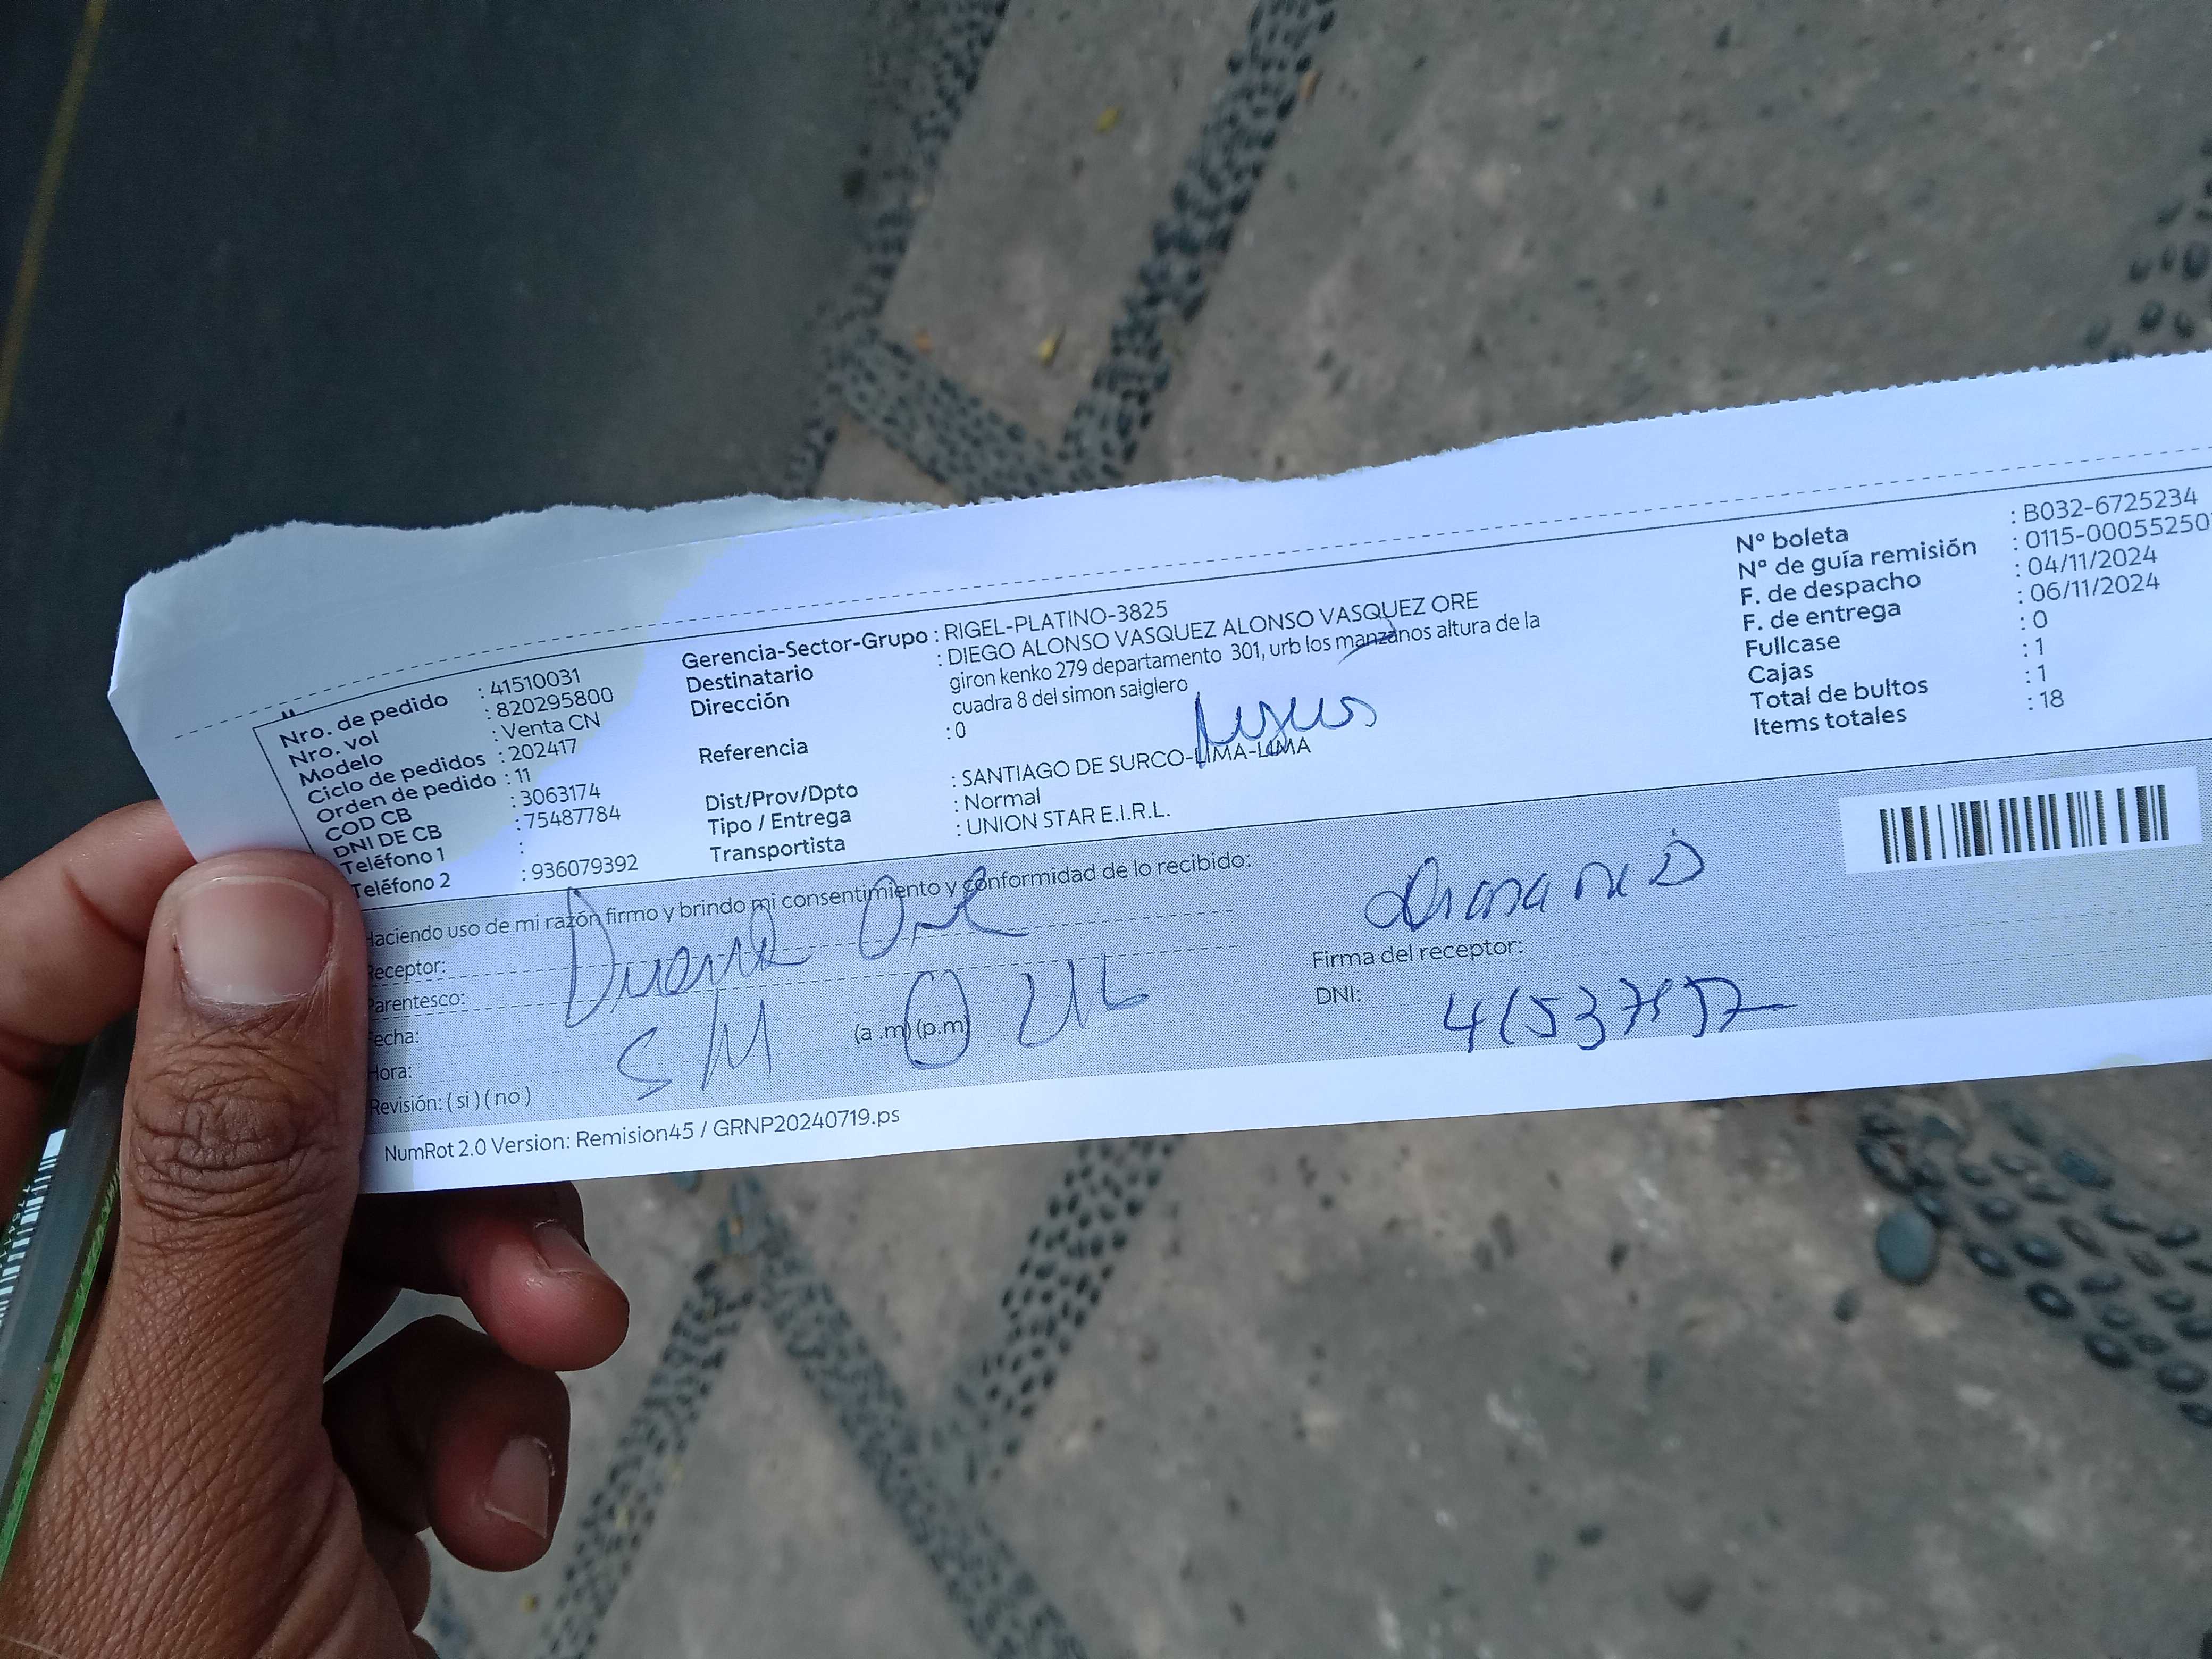 Nro. de pedido : 41510031
Nro. vol : 820295800
Modelo : Venta CN
Ciclo de pedidos : 202417
Orden de pedido : 11
COD CB : 3063174
DNI DE CB : 75487784
Teléfono 1 :
Teléfono 2 : 936079392
Gerencia-Sector-Grupo : RIGEL-PLATINO-3825
Destinatario : DIEGO ALONSO VASQUEZ ALONSO VASQUEZ ORE
Dirección giron kenko 279 departamento 301, urb los manzanos altura de la
cuadra 8 del simon saiglero
Referencia : 0
Dist/Prov/Dpto : SANTIAGO DE SURCO-LIMA-LIMA
Tipo / Entrega : Normal
Transportista : UNION STAR E.I.R.L.
Nº boleta : B032-6725234
Nº de guía remisión : 0115-00055250
F. de despacho : 04/11/2024
F. de entrega : 06/11/2024
Fullcase : 0
Cajas : 1
Total de bultos : 1
Items totales : 18
Haciendo uso de mi razón firmo y brindo mi consentimiento y conformidad de lo recibido:
Receptor:
Parentesco:
Fecha:
Hora: (a .m) (p.m)
Revisión: ( si ) ( no )
Firma del receptor:
DNI:
NumRot 2.0 Version: Remision45 / GRNP20240719.ps